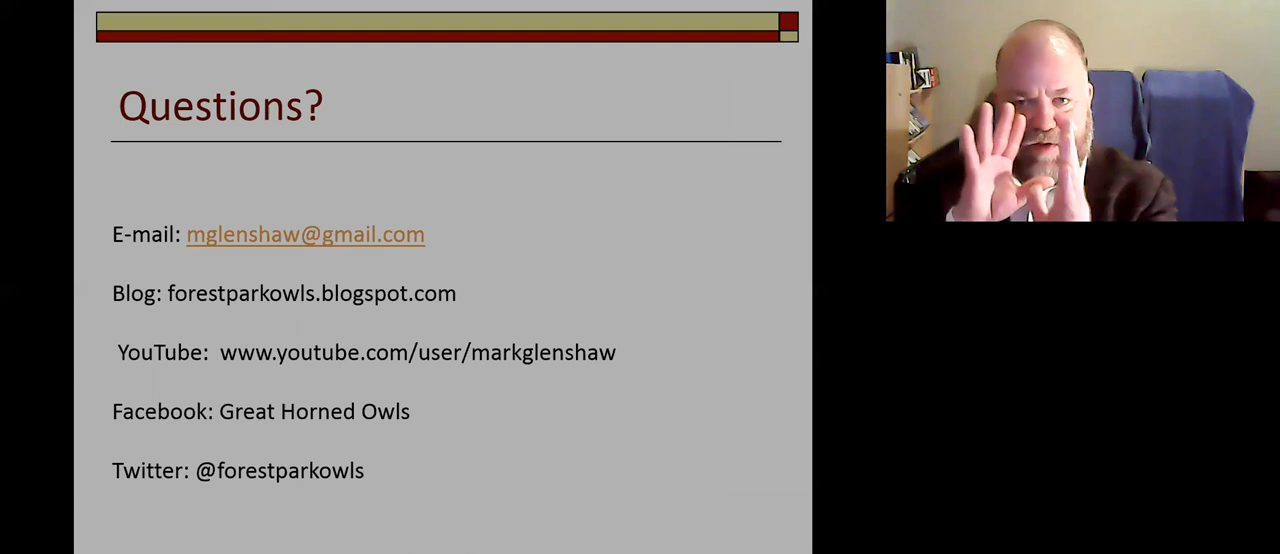 Questions?
E-mail: mglenshaw@gmail.com
Blog: forestparkowls.blogspot.com
YouTube: www.youtube.com/user/markglenshaw
Facebook: Great Horned Owls
Twitter: @forestparkowls